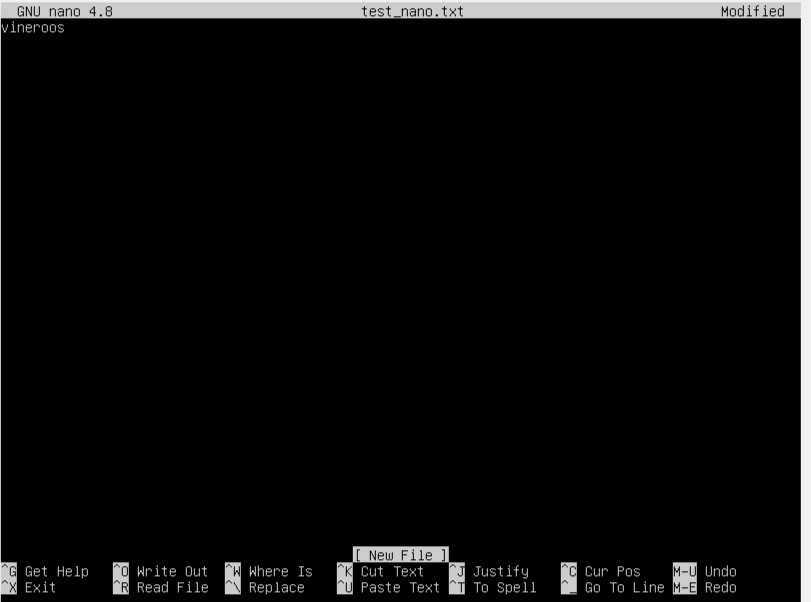 GNU nano 4.8 test_nano.txt Modified
vineroos
[ New File ]
^G Get Help ^O Write Out ^W Where Is ^K Cut Text ^J Justify ^C Cur Pos M-U Undo
^X Exit ^R Read File ^\ Replace ^U Paste Text ^T To Spell ^_ Go To Line M-E Redo